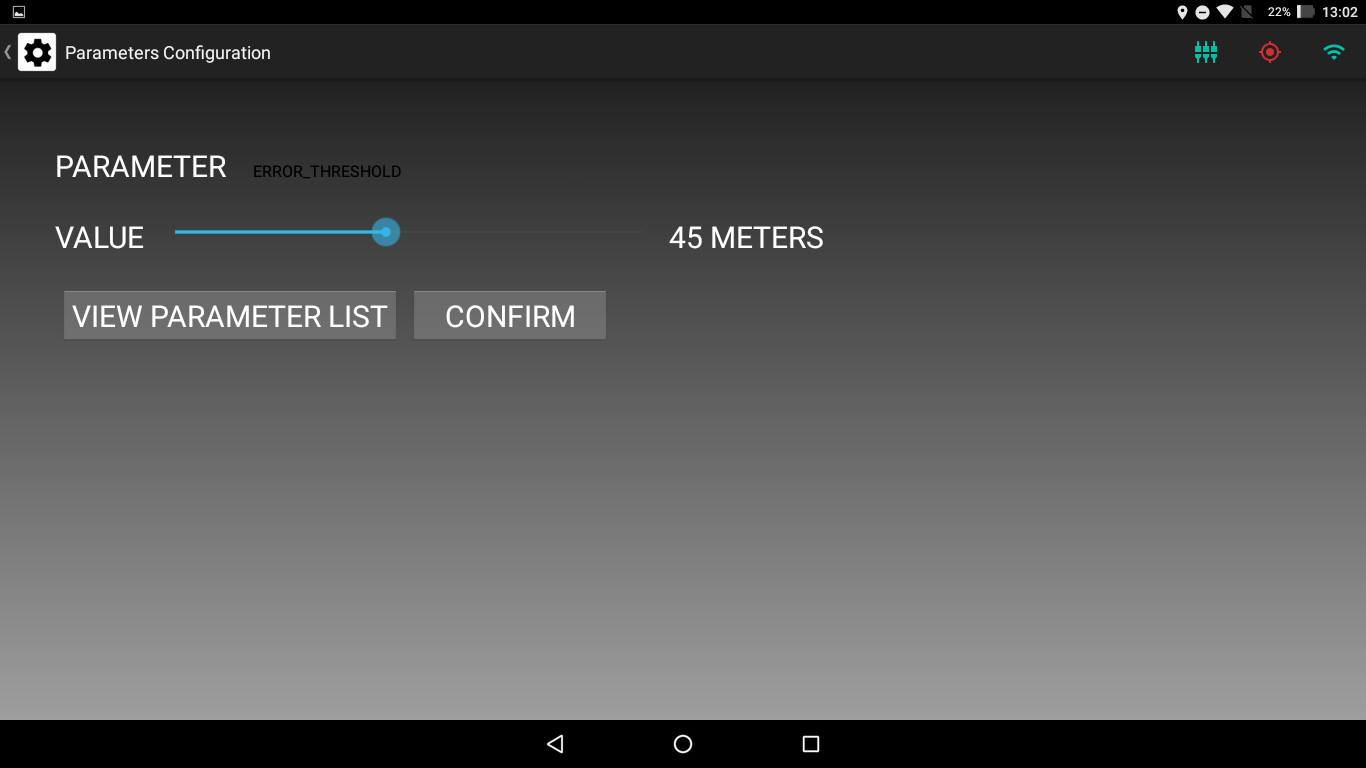 22% 13:02
Parameters Configuration
PARAMETER ERROR_THRESHOLD
VALUE 45 METERS
VIEW PARAMETER LIST CONFIRM